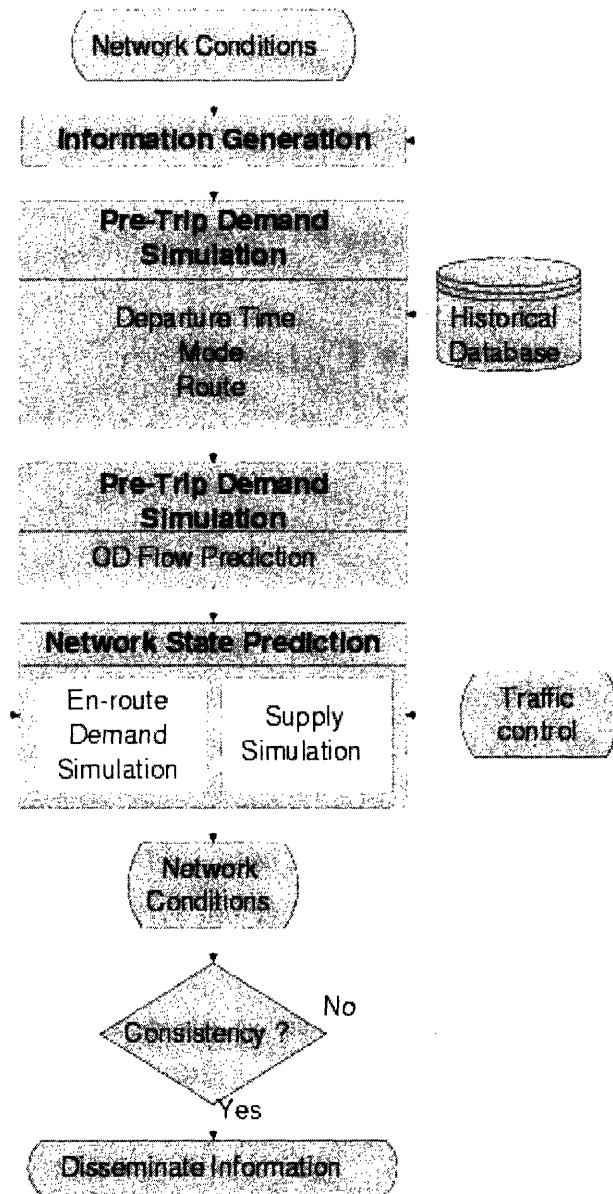 Network Conditions
Information Generation
Pre-Trip Demand
Simulation
Departure Time
Mode
Route
Historical
Database
Pre-Trip Demand
Simulation
OD Flow Prediction
Network State Prediction
En-route
Demand
Simulation
Supply
Simulation
Traffic
control
Network
Conditions
Consistency ?
No
Yes
Disseminate Information